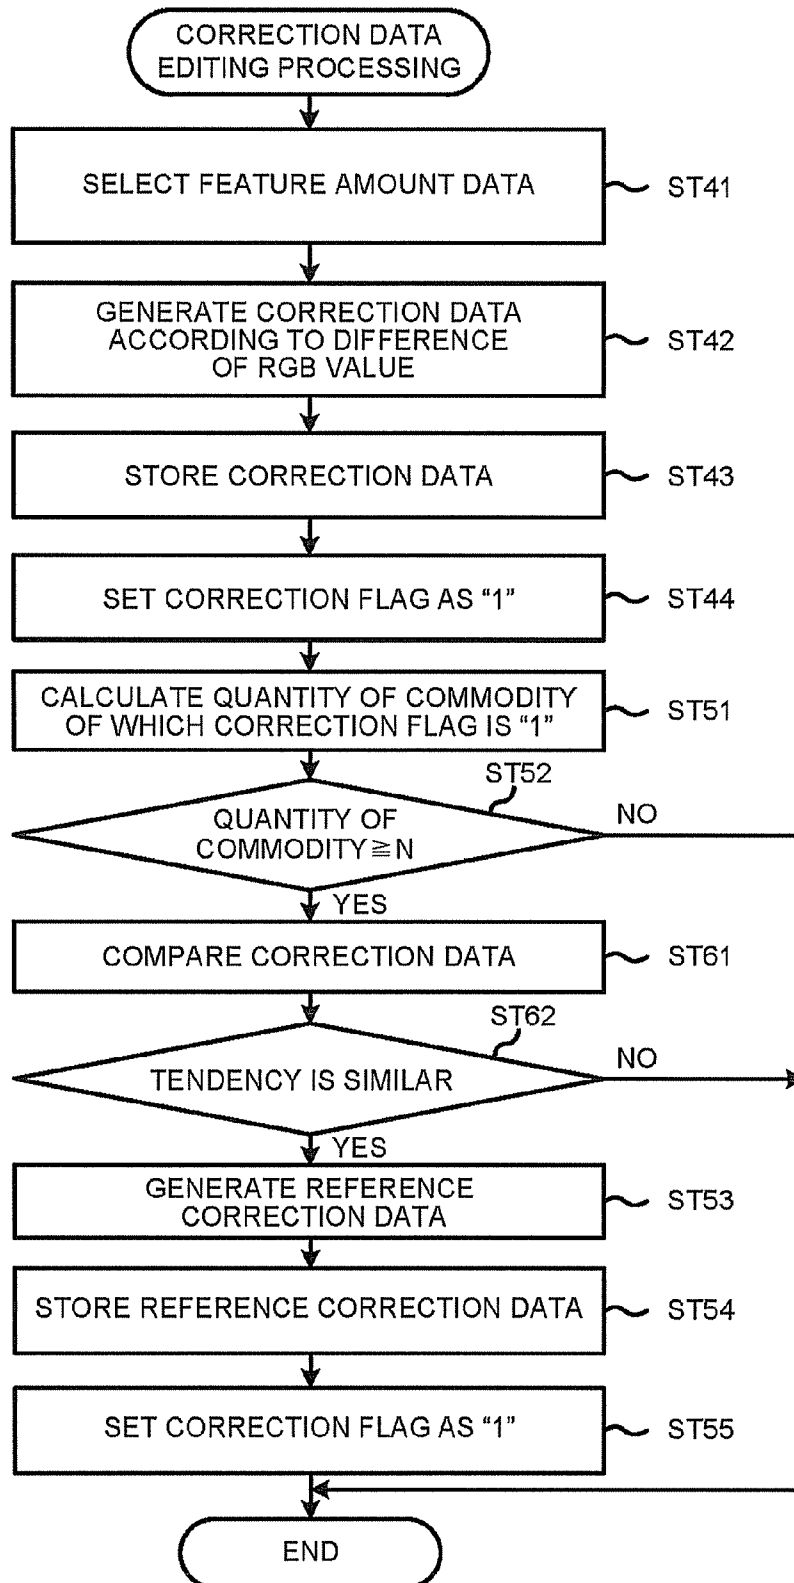 CORRECTION DATA
EDITING PROCESSING
SELECT FEATURE AMOUNT DATA
ST41
GENERATE CORRECTION DATA
ACCORDING TO DIFFERENCE
OF RGB VALUE
ST42
STORE CORRECTION DATA
ST43
SET CORRECTION FLAG AS “1”
ST44
CALCULATE QUANTITY OF COMMODITY
OF WHICH CORRECTION FLAG IS “1”
ST51
ST52
QUANTITY OF
COMMODITY≧N
NO
YES
COMPARE CORRECTION DATA
ST61
ST62
TENDENCY IS SIMILAR
NO
YES
GENERATE REFERENCE
CORRECTION DATA
ST53
STORE REFERENCE CORRECTION DATA
ST54
SET CORRECTION FLAG AS “1”
ST55
END